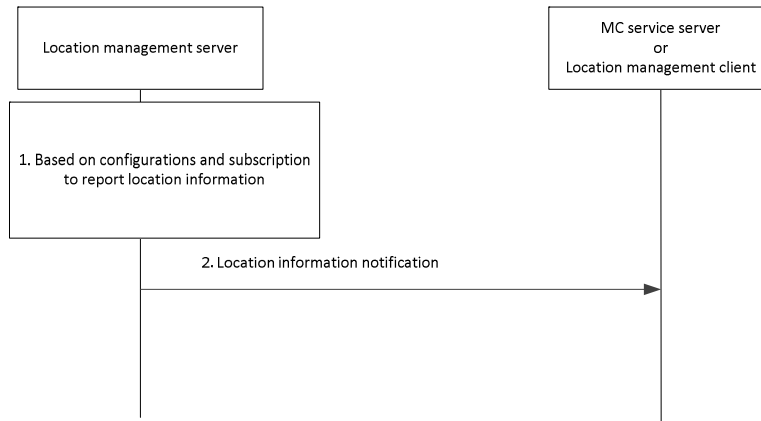 Location management server
MC service server
or
Location management client
1. Based on configurations and subscription
to report location information
2. Location information notification